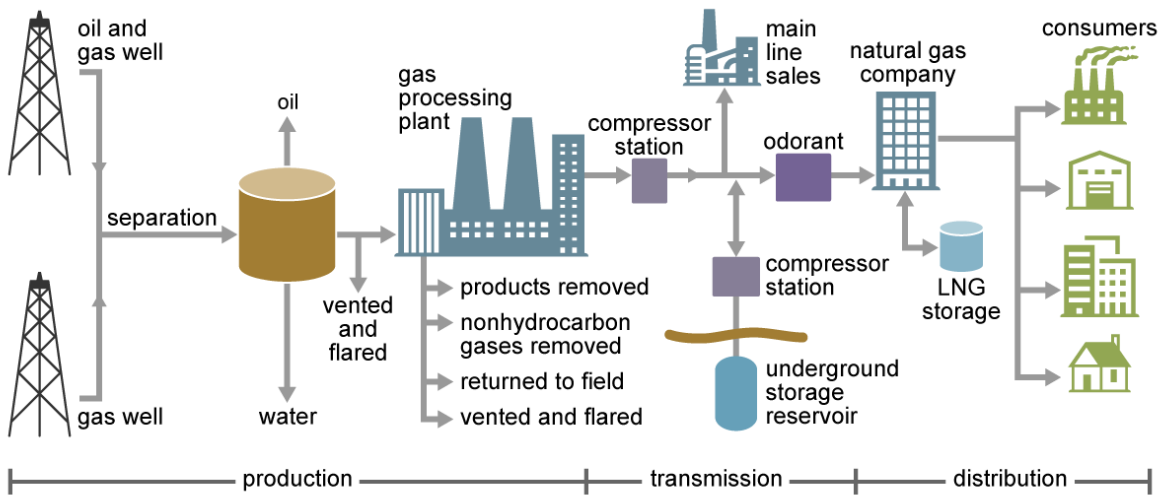 oil and
gas well
oil
separation
gas well
water
vented
and
flared
gas
processing
plant
products removed
nonhydrocarbon
gases removed
returned to field
vented and flared
compressor
station
main
line
sales
odorant
compressor
station
underground
storage
reservoir
natural gas
company
LNG
storage
consumers
production
transmission
distribution